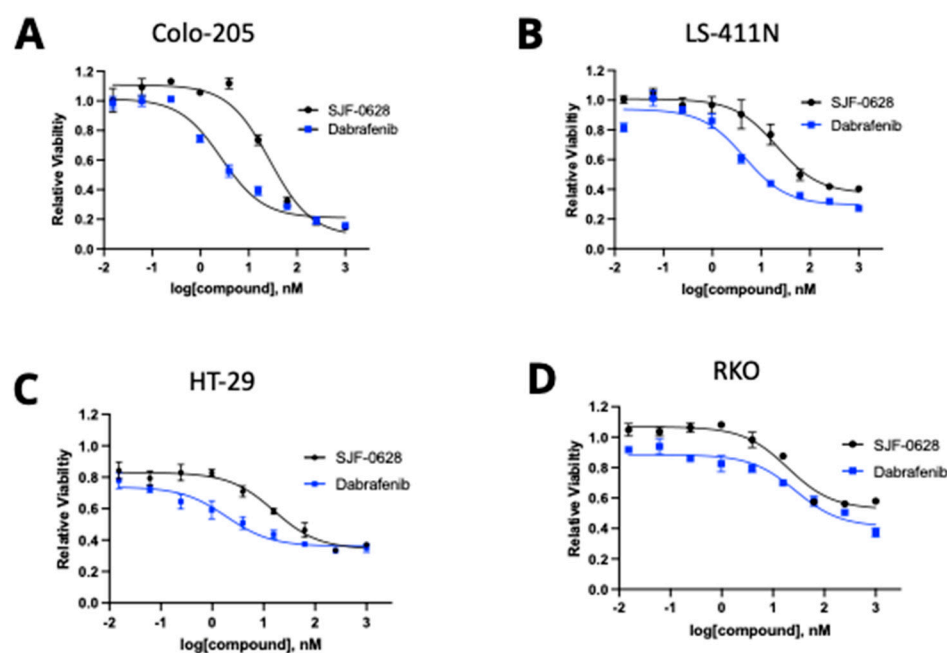 A
Colo-205
1.2
1.0
0.8
0.6
0.4
0.2
0.0
Relative Viabiltiy
-2
-1
0
1
2
3
log[compound], nM
SJF-0628
Dabrafenib
B
LS-411N
1.2
1.0
0.8
0.6
0.4
0.2
0.0
Relative Viabiltiy
-2
-1
0
1
2
3
log[compound], nM
SJF-0628
Dabrafenib
C
HT-29
1.2
1.0
0.8
0.6
0.4
0.2
0.0
Relative Viabiltiy
-2
-1
0
1
2
3
log[compound], nM
SJF-0628
Dabrafenib
D
RKO
1.2
1.0
0.8
0.6
0.4
0.2
0.0
Relative Viabiltiy
-2
-1
0
1
2
3
log[compound], nM
SJF-0628
Dabrafenib